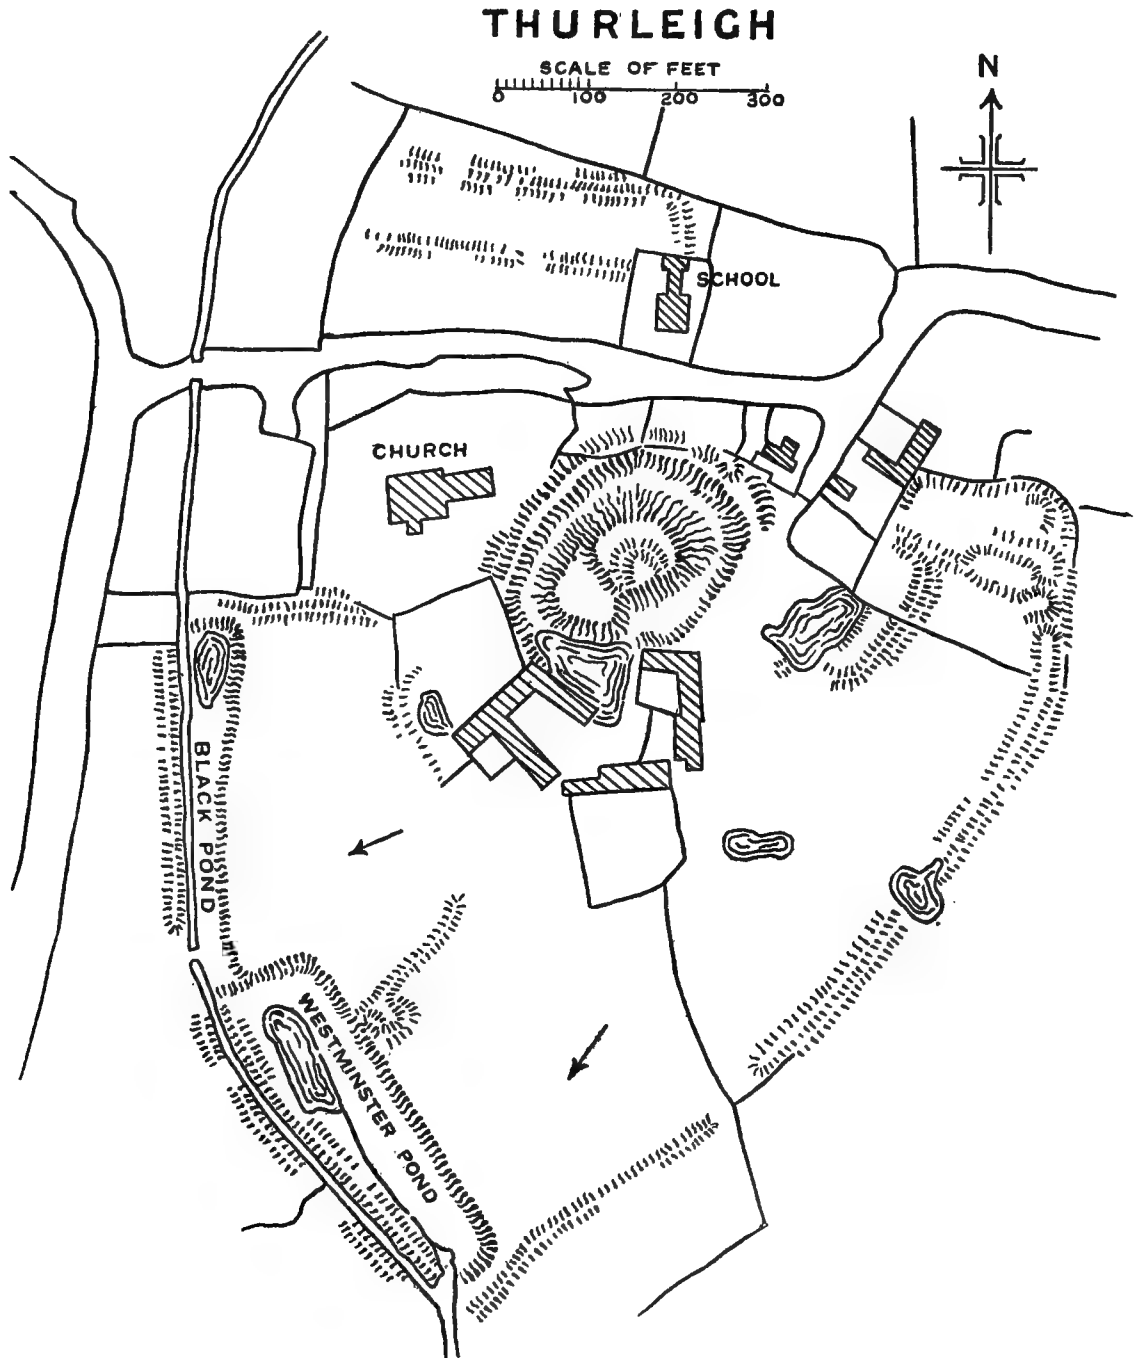 THURLEIGH
SCALE OF FEET
0 100 200 300
N
SCHOOL
CHURCH
BLACK POND
WESTMINSTER POND